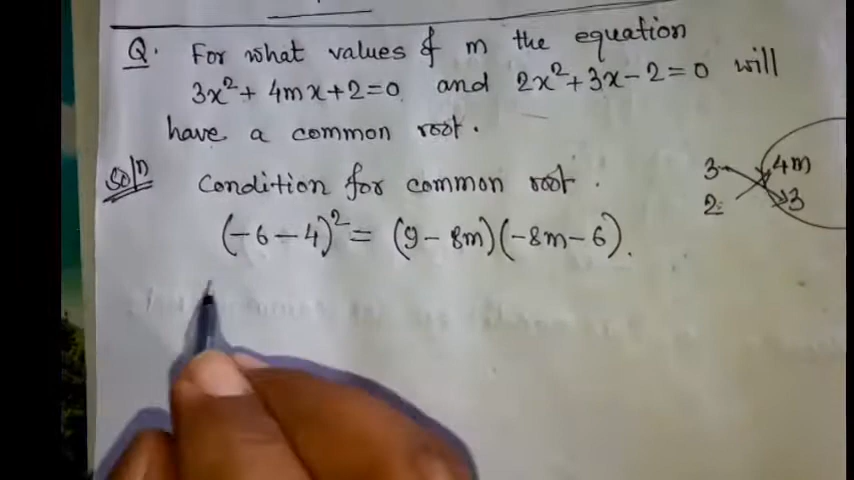 Q. For what values of m the equation
3x²+ 4mx+2=0 and 2x²+3x-2=0 will
have a common root.
Soln Condition for common root.
3 4m
2 3
(-6-4)²= (9-8m)(-8m-6).